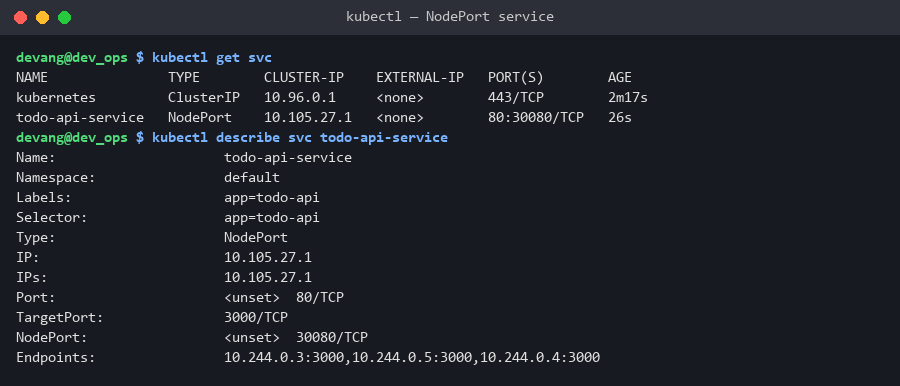 kubectl — NodePort service
devang@dev_ops $ kubectl get svc
NAME               TYPE        CLUSTER-IP    EXTERNAL-IP   PORT(S)        AGE
kubernetes         ClusterIP   10.96.0.1     <none>        443/TCP        2m17s
todo-api-service   NodePort    10.105.27.1   <none>        80:30080/TCP   26s
devang@dev_ops $ kubectl describe svc todo-api-service
Name:                     todo-api-service
Namespace:                default
Labels:                   app=todo-api
Selector:                 app=todo-api
Type:                     NodePort
IP:                       10.105.27.1
IPs:                      10.105.27.1
Port:                     <unset>  80/TCP
TargetPort:               3000/TCP
NodePort:                 <unset>  30080/TCP
Endpoints:                10.244.0.3:3000,10.244.0.5:3000,10.244.0.4:3000